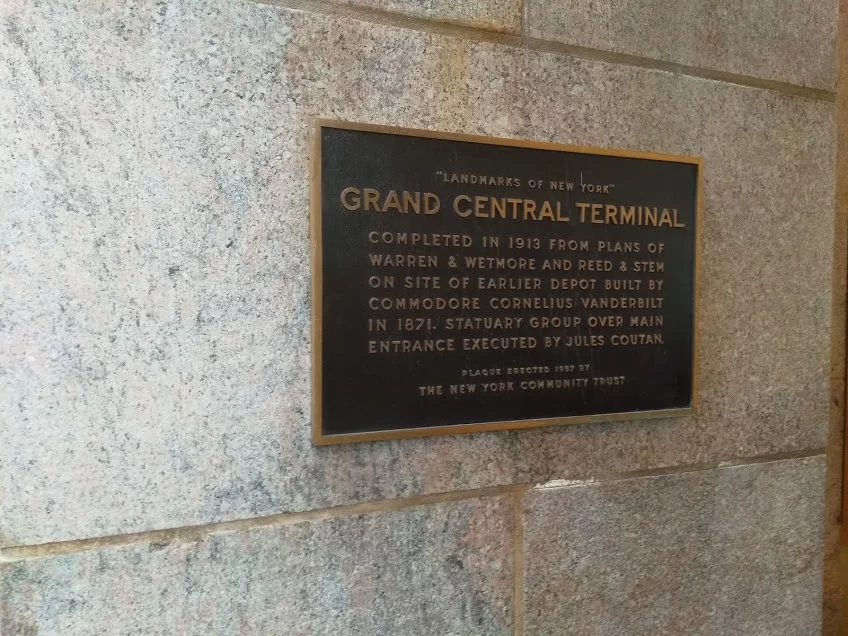 "LANDMARKS OF NEW YORK"
GRAND CENTRAL TERMINAL
COMPLETED IN 1913 FROM PLANS OF
WARREN & WETMORE AND REED & STEM
ON SITE OF EARLIER DEPOT BUILT BY
COMMODORE CORNELIUS VANDERBILT
IN 1871. STATUARY GROUP OVER MAIN
ENTRANCE EXECUTED BY JULES COUTAN.
PLAQUE ERECTED 1957 BY
THE NEW YORK COMMUNITY TRUST